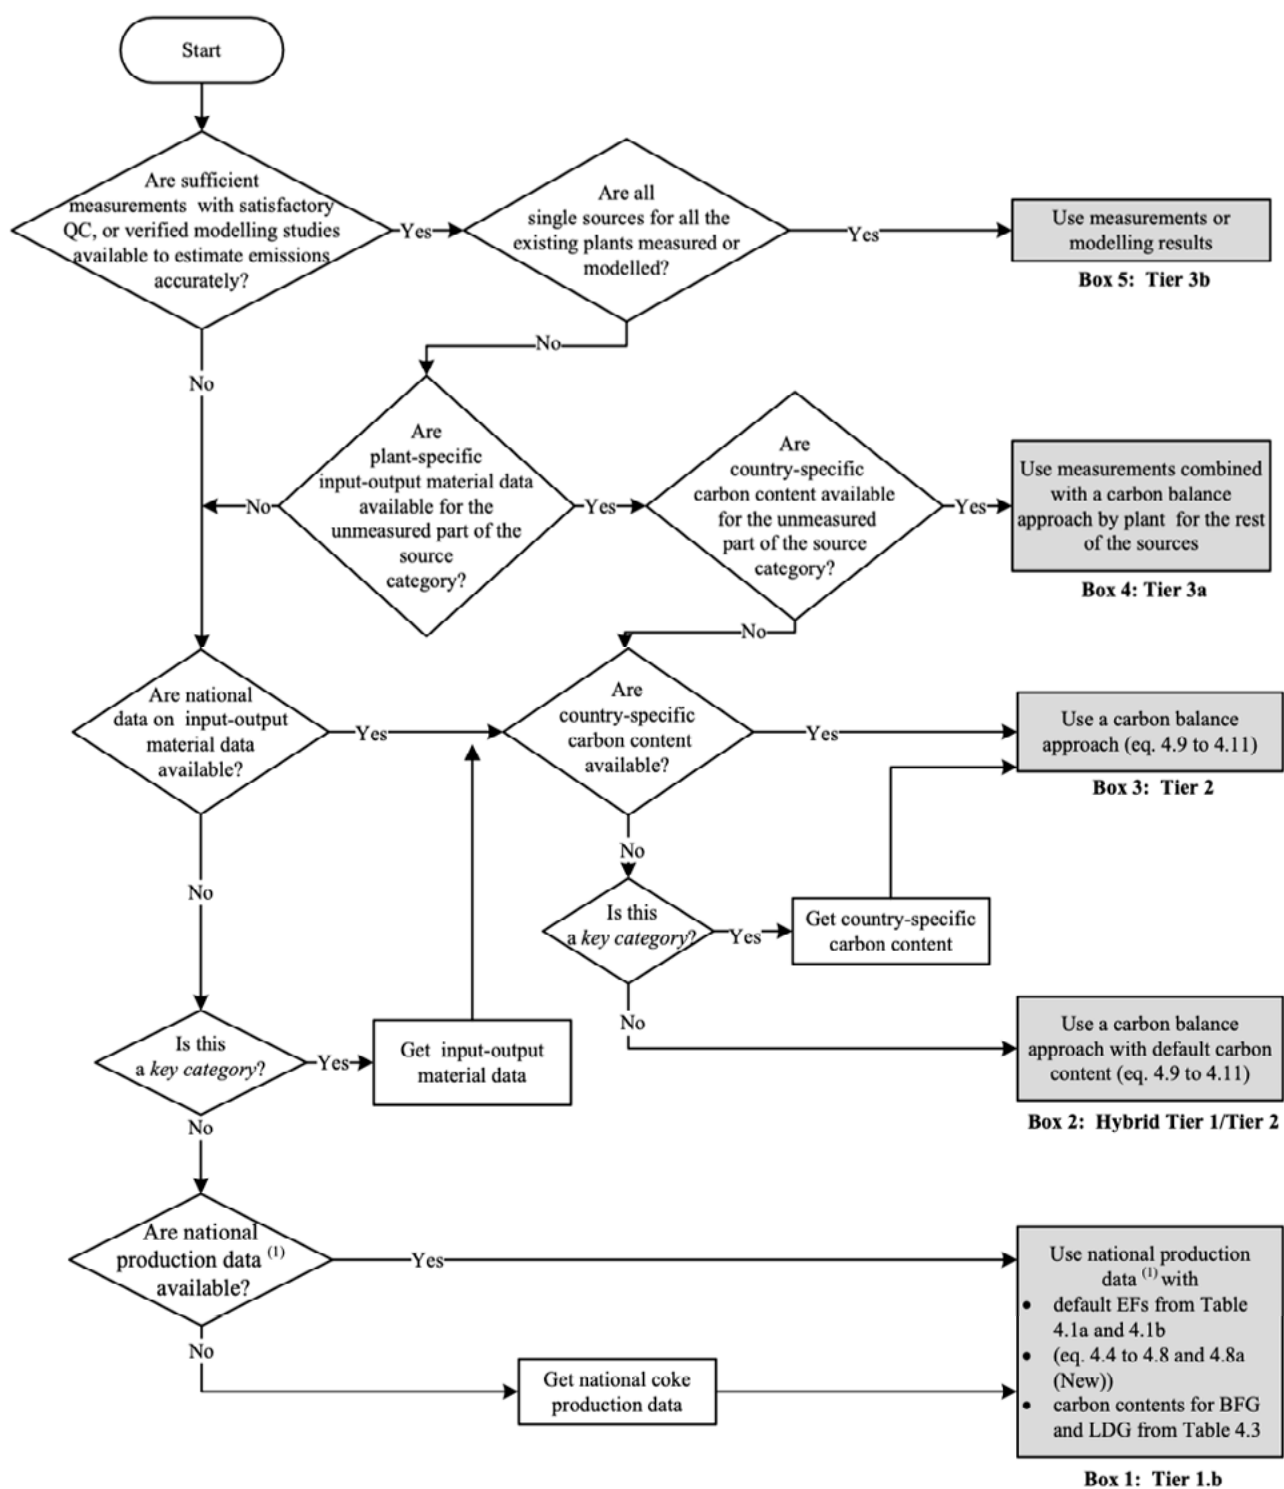 Start
Are sufficient
measurements with satisfactory
QC, or verified modelling studies
available to estimate emissions
accurately?
Yes
Are all
single sources for all the
existing plants measured or
modelled?
Yes
Use measurements or
modelling results
Box 5: Tier 3b
No
No
Are
plant-specific
input-output material data
available for the
unmeasured part of the
source
category?
No
Yes
Are
country-specific
carbon content available
for the unmeasured
part of the source
category?
Yes
Use measurements combined
with a carbon balance
approach by plant for the rest
of the sources
Box 4: Tier 3a
No
Are national
data on input-output
material data
available?
Yes
Are
country-specific
carbon content
available?
Yes
Use a carbon balance
approach (eq. 4.9 to 4.11)
Box 3: Tier 2
No
No
Is this
a key category?
Yes
Get country-specific
carbon content
No
Use a carbon balance
approach with default carbon
content (eq. 4.9 to 4.11)
Box 2: Hybrid Tier 1/Tier 2
Is this
a key category?
Yes
Get input-output
material data
No
Are national
production data (1)
available?
Yes
Use national production
data (1) with
• default EFs from Table
4.1a and 4.1b
• (eq. 4.4 to 4.8 and 4.8a
(New))
• carbon contents for BFG
and LDG from Table 4.3
Box 1: Tier 1.b
No
Get national coke
production data